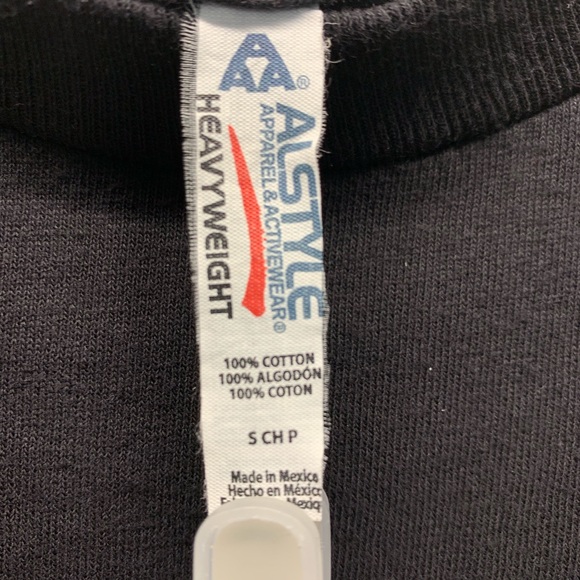 AAA®
ALSTYLE
APPAREL & ACTIVEWEAR®
HEAVYWEIGHT
100% COTTON
100% ALGODÓN
100% COTON
S CH P
Made in Mexico
Hecho en México